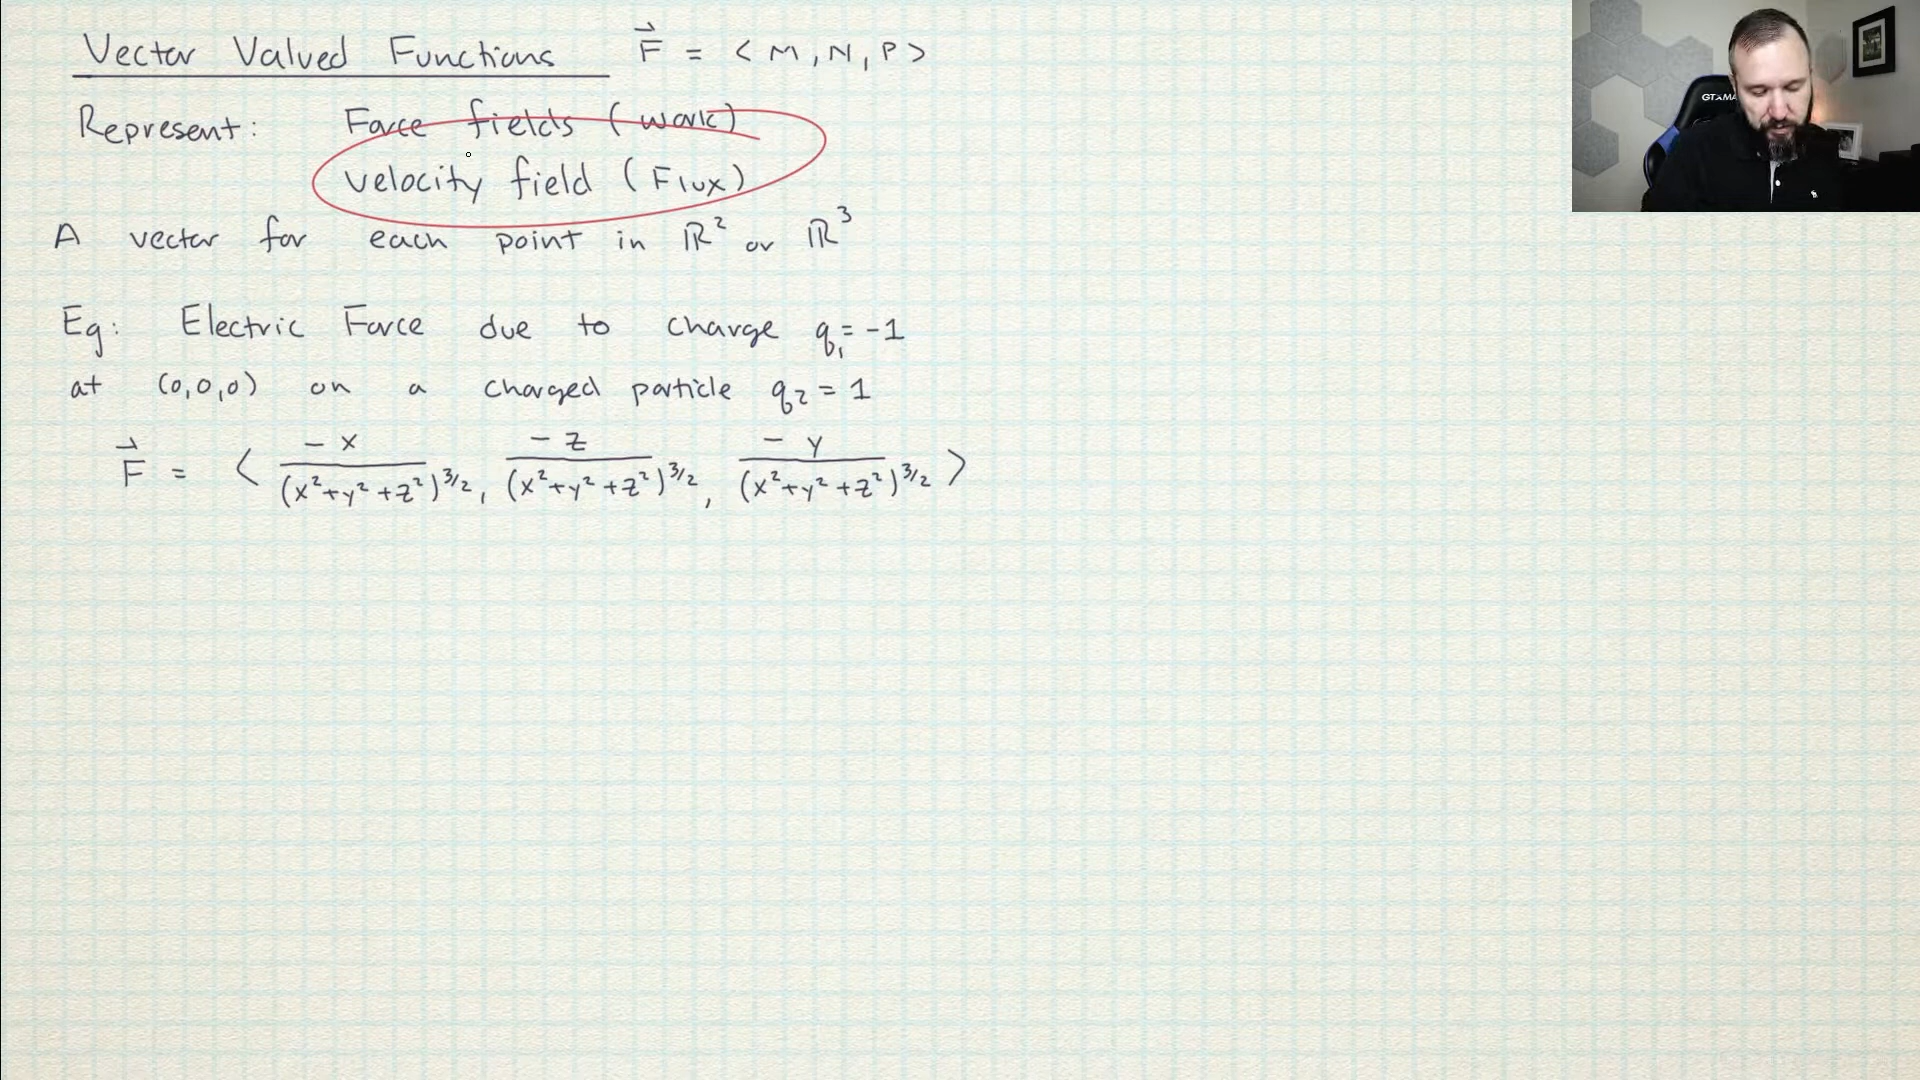 Vector Valued Functions F⃗ = < M, N, P >
Represent: Force fields (work)
velocity field (Flux)
A vector for each point in ℝ² or ℝ³
Eg: Electric Force due to charge q₁ = -1
at (0,0,0) on a charged particle q₂ = 1
F⃗ = < -x/(x²+y²+z²)^3/2, -z/(x²+y²+z²)^3/2, -y/(x²+y²+z²)^3/2 >